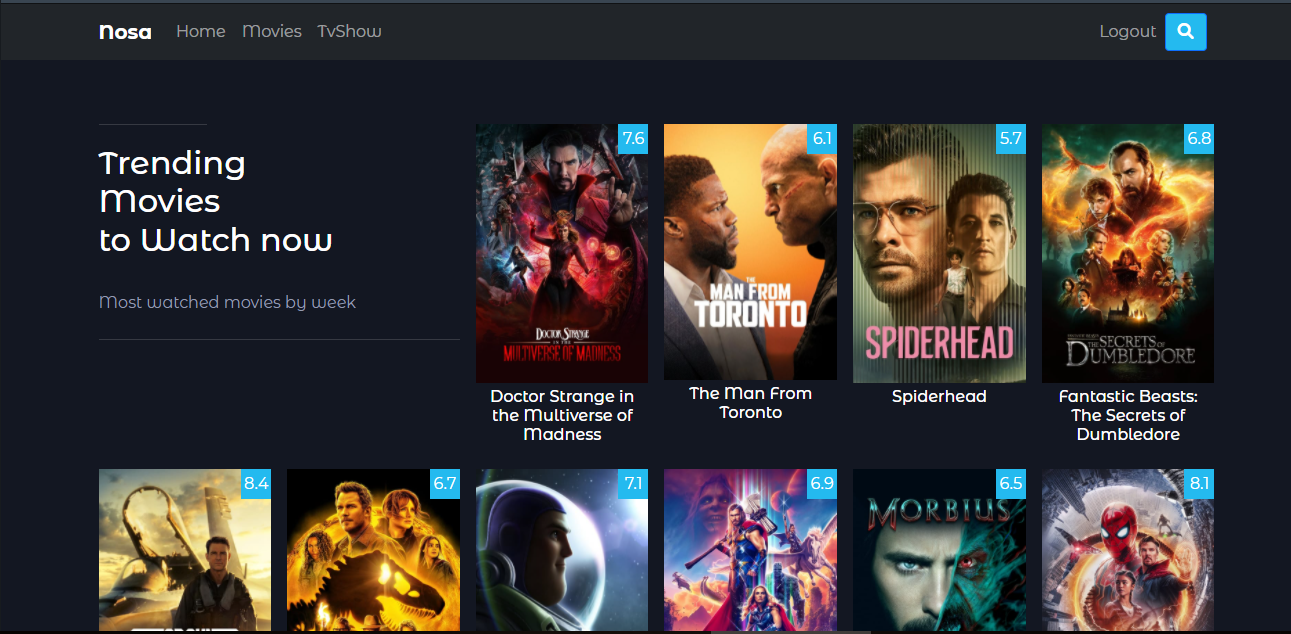 Nosa Home Movies TvShow Logout
Trending
Movies
to Watch now
Most watched movies by week
7.6
DOCTOR STRANGE
IN THE
MULTIVERSE OF MADNESS
Doctor Strange in
the Multiverse of
Madness
6.1
THE
MAN FROM
TORONTO
The Man From
Toronto
5.7
SPIDERHEAD
Spiderhead
6.8
THE SECRETS OF
DUMBLEDORE
Fantastic Beasts:
The Secrets of
Dumbledore
8.4
6.7
7.1
6.9
6.5
MORBIUS
8.1